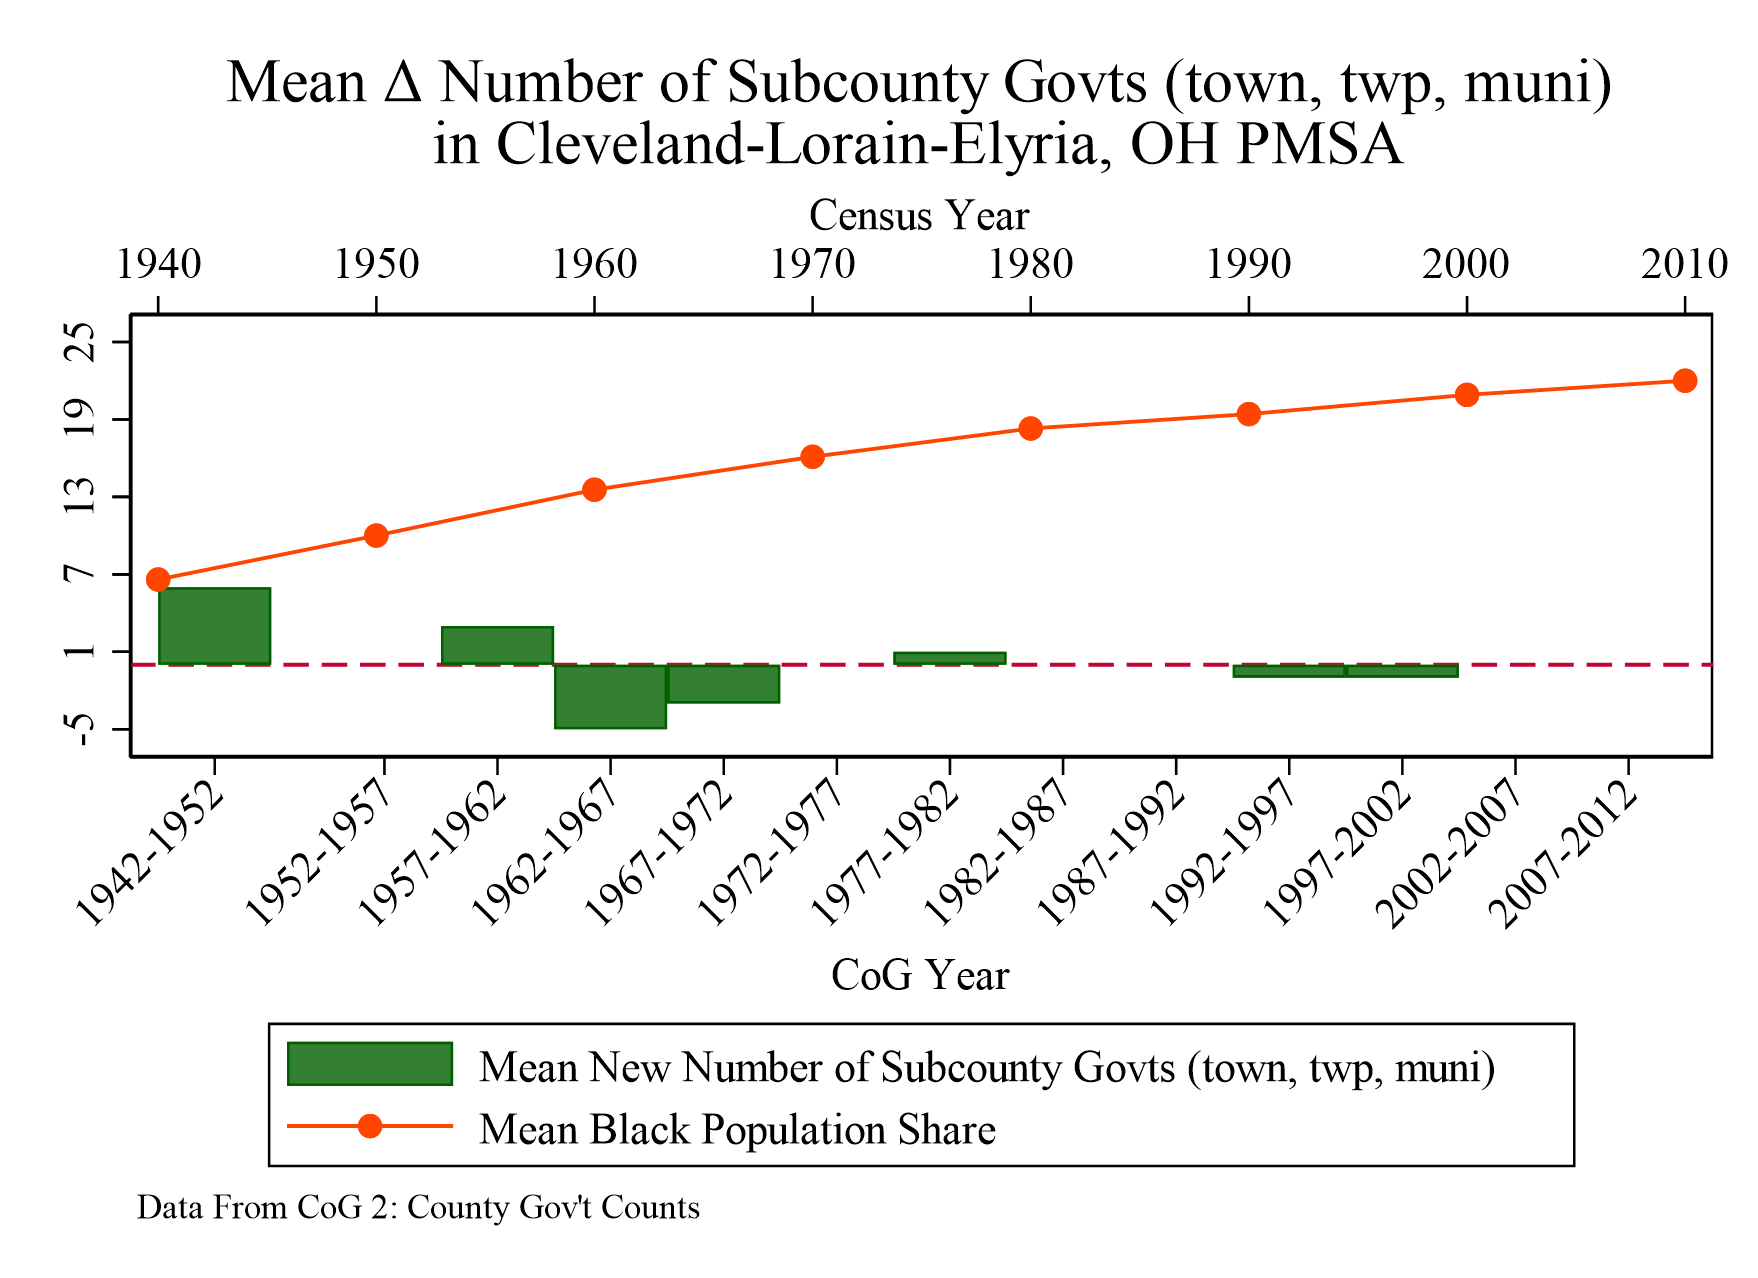 Mean Δ Number of Subcounty Govts (town, twp, muni)
in Cleveland-Lorain-Elyria, OH PMSA
Census Year
1940 1950 1960 1970 1980 1990 2000 2010
25
19
13
7
1
-5
1942-1952 1952-1957 1957-1962 1962-1967 1967-1972 1972-1977 1977-1982 1982-1987 1987-1992 1992-1997 1997-2002 2002-2007 2007-2012
CoG Year
Mean New Number of Subcounty Govts (town, twp, muni)
Mean Black Population Share
Data From CoG 2: County Gov't Counts